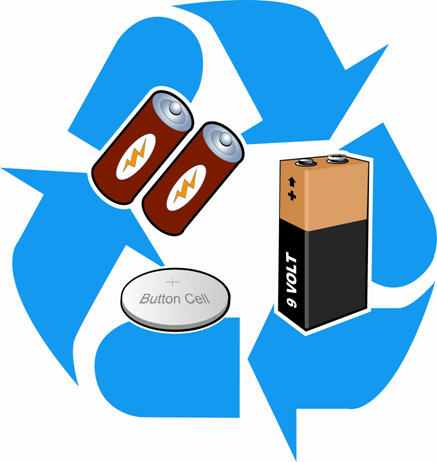 +
Button Cell
+
9 VOLT